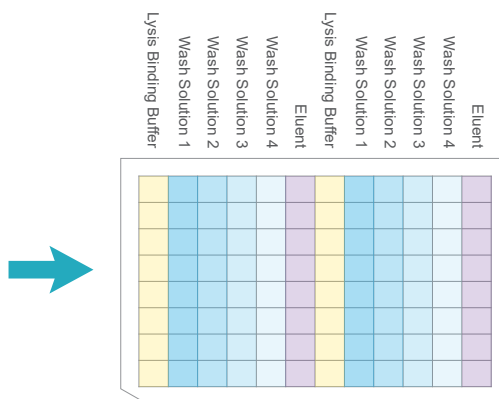 Lysis Binding Buffer
Wash Solution 1
Wash Solution 2
Wash Solution 3
Wash Solution 4
Eluent
Lysis Binding Buffer
Wash Solution 1
Wash Solution 2
Wash Solution 3
Wash Solution 4
Eluent